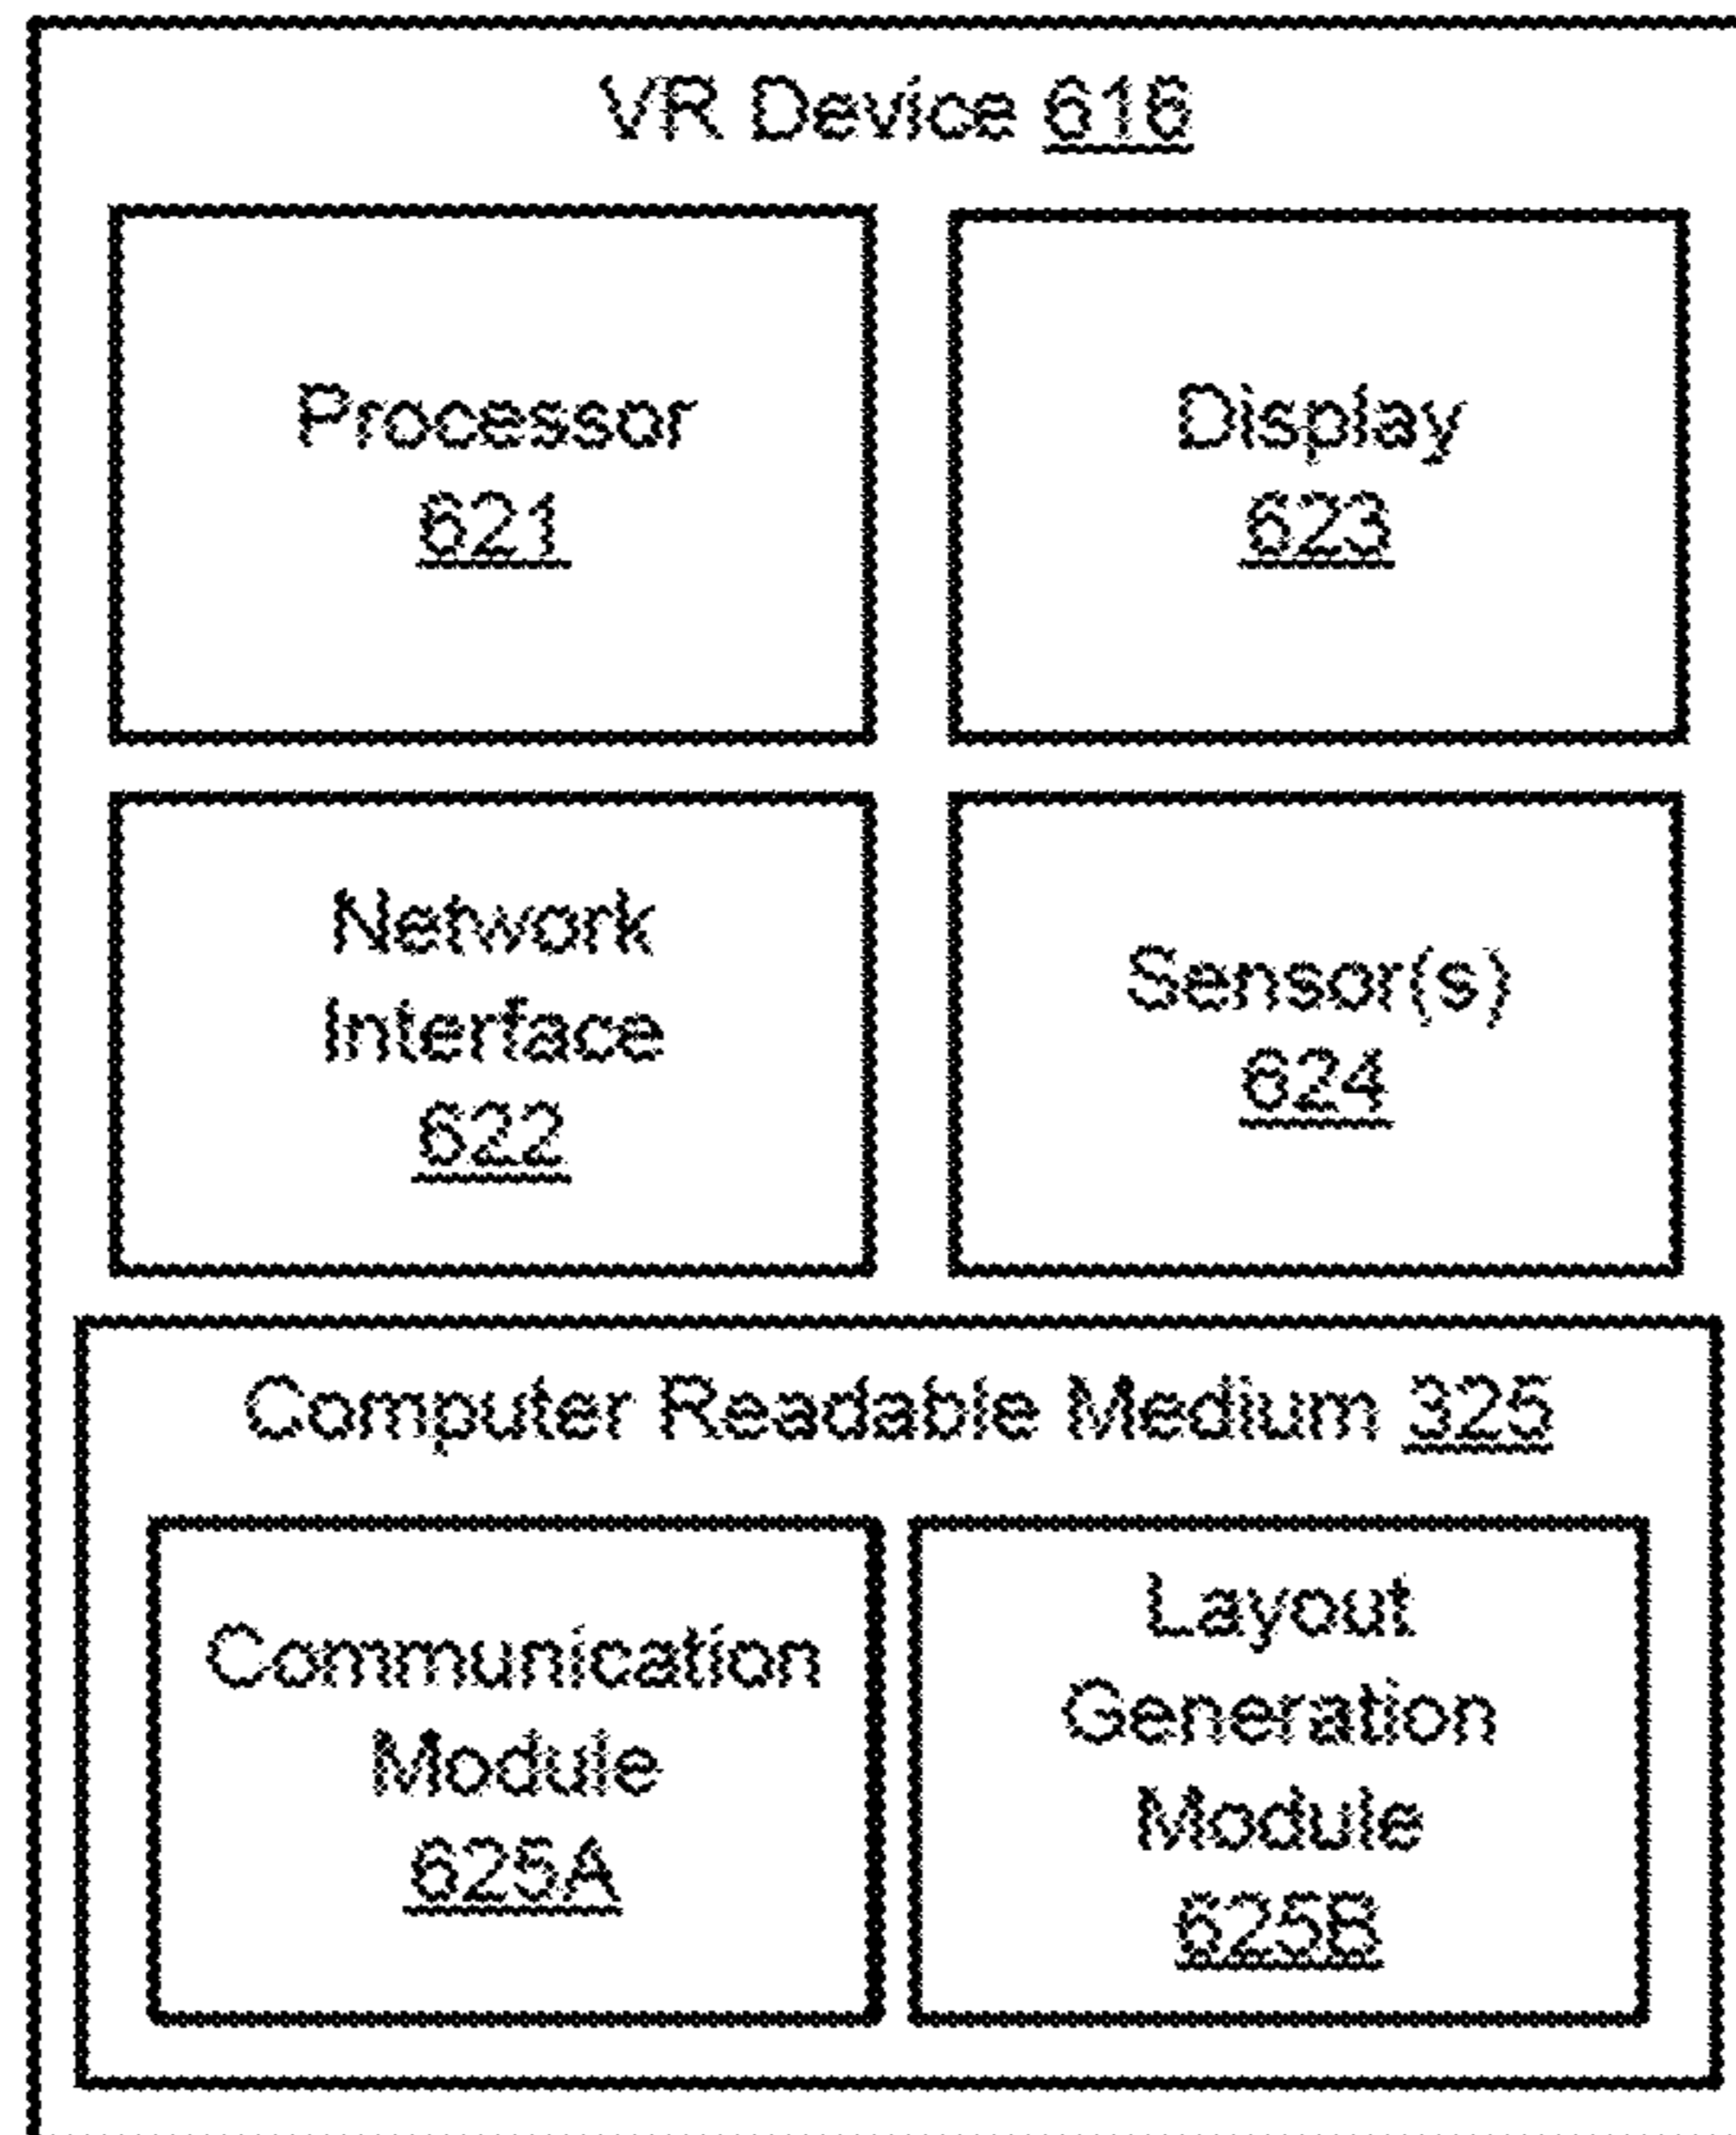 VR Device 616
Processor
621
Display
623
Network
Interface
622
Sensor(s)
624
Computer Readable Medium 325
Communication
Module
625A
Layout
Generation
Module
625B